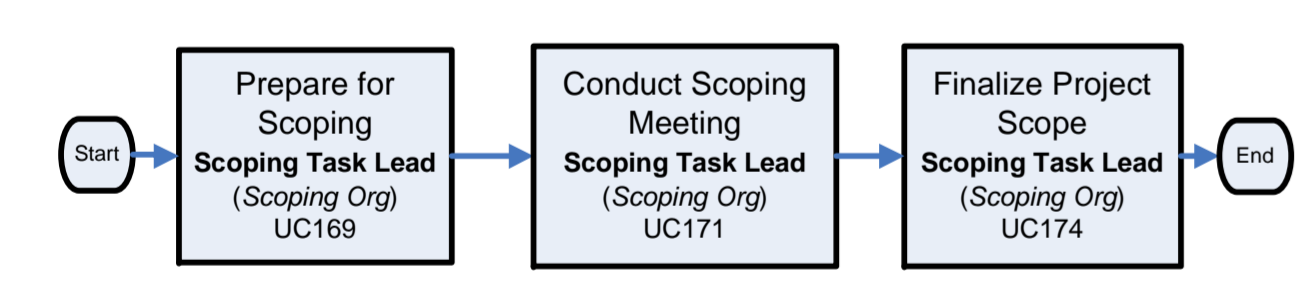 Start
Prepare for
Scoping
Scoping Task Lead
(Scoping Org)
UC169
Conduct Scoping
Meeting
Scoping Task Lead
(Scoping Org)
UC171
Finalize Project
Scope
Scoping Task Lead
(Scoping Org)
UC174
End